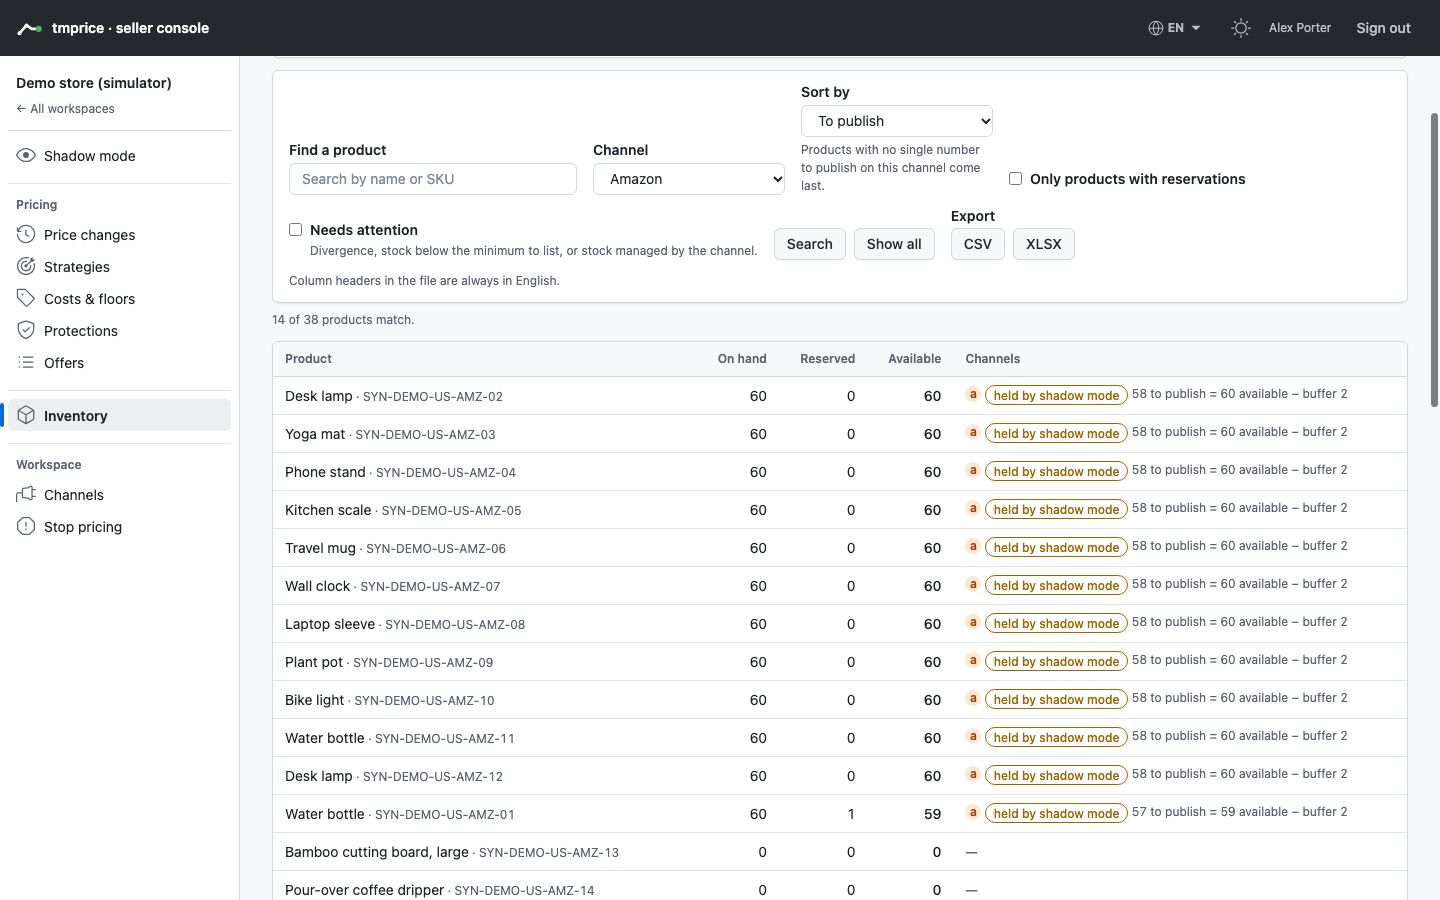 tmprice · seller console
EN
Alex Porter
Sign out
Demo store (simulator)
← All workspaces
Shadow mode
Pricing
Price changes
Strategies
Costs & floors
Protections
Offers
Inventory
Workspace
Channels
Stop pricing
Find a product
Search by name or SKU
Channel
Amazon
Sort by
To publish
Products with no single number
to publish on this channel come
last.
Only products with reservations
Needs attention
Divergence, stock below the minimum to list, or stock managed by the channel.
Search
Show all
Export
CSV
XLSX
Column headers in the file are always in English.
14 of 38 products match.
Product On hand Reserved Available Channels
Desk lamp · SYN-DEMO-US-AMZ-02 60 0 60 a held by shadow mode 58 to publish = 60 available − buffer 2
Yoga mat · SYN-DEMO-US-AMZ-03 60 0 60 a held by shadow mode 58 to publish = 60 available − buffer 2
Phone stand · SYN-DEMO-US-AMZ-04 60 0 60 a held by shadow mode 58 to publish = 60 available − buffer 2
Kitchen scale · SYN-DEMO-US-AMZ-05 60 0 60 a held by shadow mode 58 to publish = 60 available − buffer 2
Travel mug · SYN-DEMO-US-AMZ-06 60 0 60 a held by shadow mode 58 to publish = 60 available − buffer 2
Wall clock · SYN-DEMO-US-AMZ-07 60 0 60 a held by shadow mode 58 to publish = 60 available − buffer 2
Laptop sleeve · SYN-DEMO-US-AMZ-08 60 0 60 a held by shadow mode 58 to publish = 60 available − buffer 2
Plant pot · SYN-DEMO-US-AMZ-09 60 0 60 a held by shadow mode 58 to publish = 60 available − buffer 2
Bike light · SYN-DEMO-US-AMZ-10 60 0 60 a held by shadow mode 58 to publish = 60 available − buffer 2
Water bottle · SYN-DEMO-US-AMZ-11 60 0 60 a held by shadow mode 58 to publish = 60 available − buffer 2
Desk lamp · SYN-DEMO-US-AMZ-12 60 0 60 a held by shadow mode 58 to publish = 60 available − buffer 2
Water bottle · SYN-DEMO-US-AMZ-01 60 1 59 a held by shadow mode 57 to publish = 59 available − buffer 2
Bamboo cutting board, large · SYN-DEMO-US-AMZ-13 0 0 0 —
Pour-over coffee dripper · SYN-DEMO-US-AMZ-14 0 0 0 —